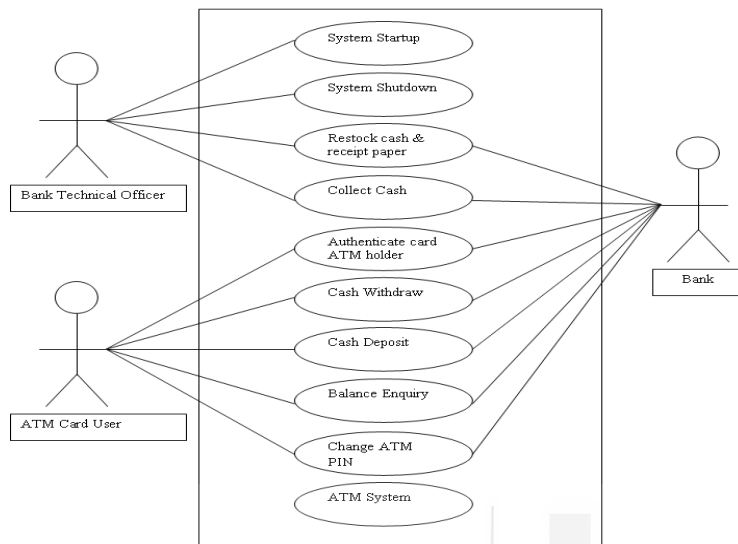 System Startup
System Shutdown
Restock cash &
receipt paper
Bank Technical Officer
Collect Cash
Authenticate card
ATM holder
Bank
Cash Withdraw
Cash Deposit
Balance Enquiry
ATM Card User
Change ATM
PIN
ATM System